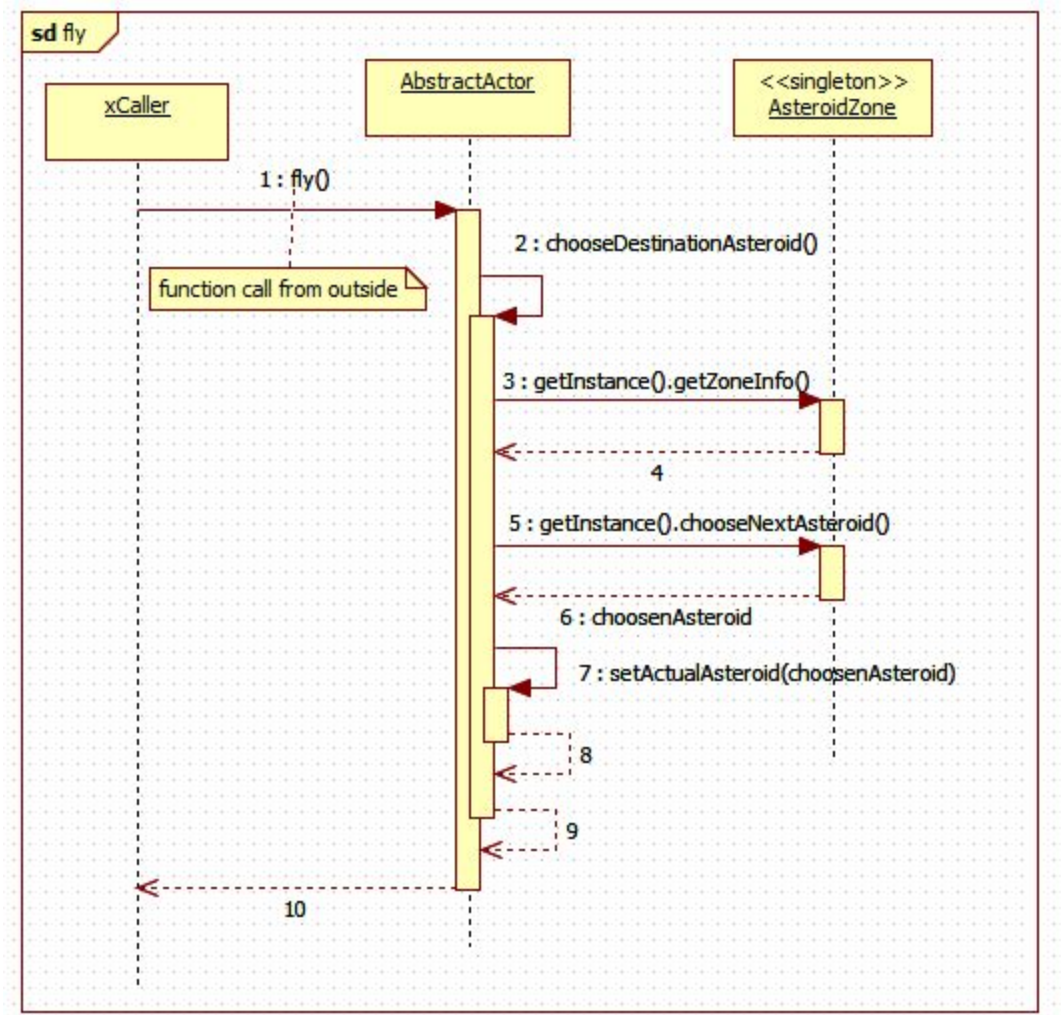 sd fly
xCaller
AbstractActor
<<singleton>>
AsteroidZone
1 : fly()
function call from outside
2 : chooseDestinationAsteroid()
3 : getInstance().getZoneInfo()
4
5 : getInstance().chooseNextAsteroid()
6 : choosenAsteroid
7 : setActualAsteroid(choosenAsteroid)
8
9
10